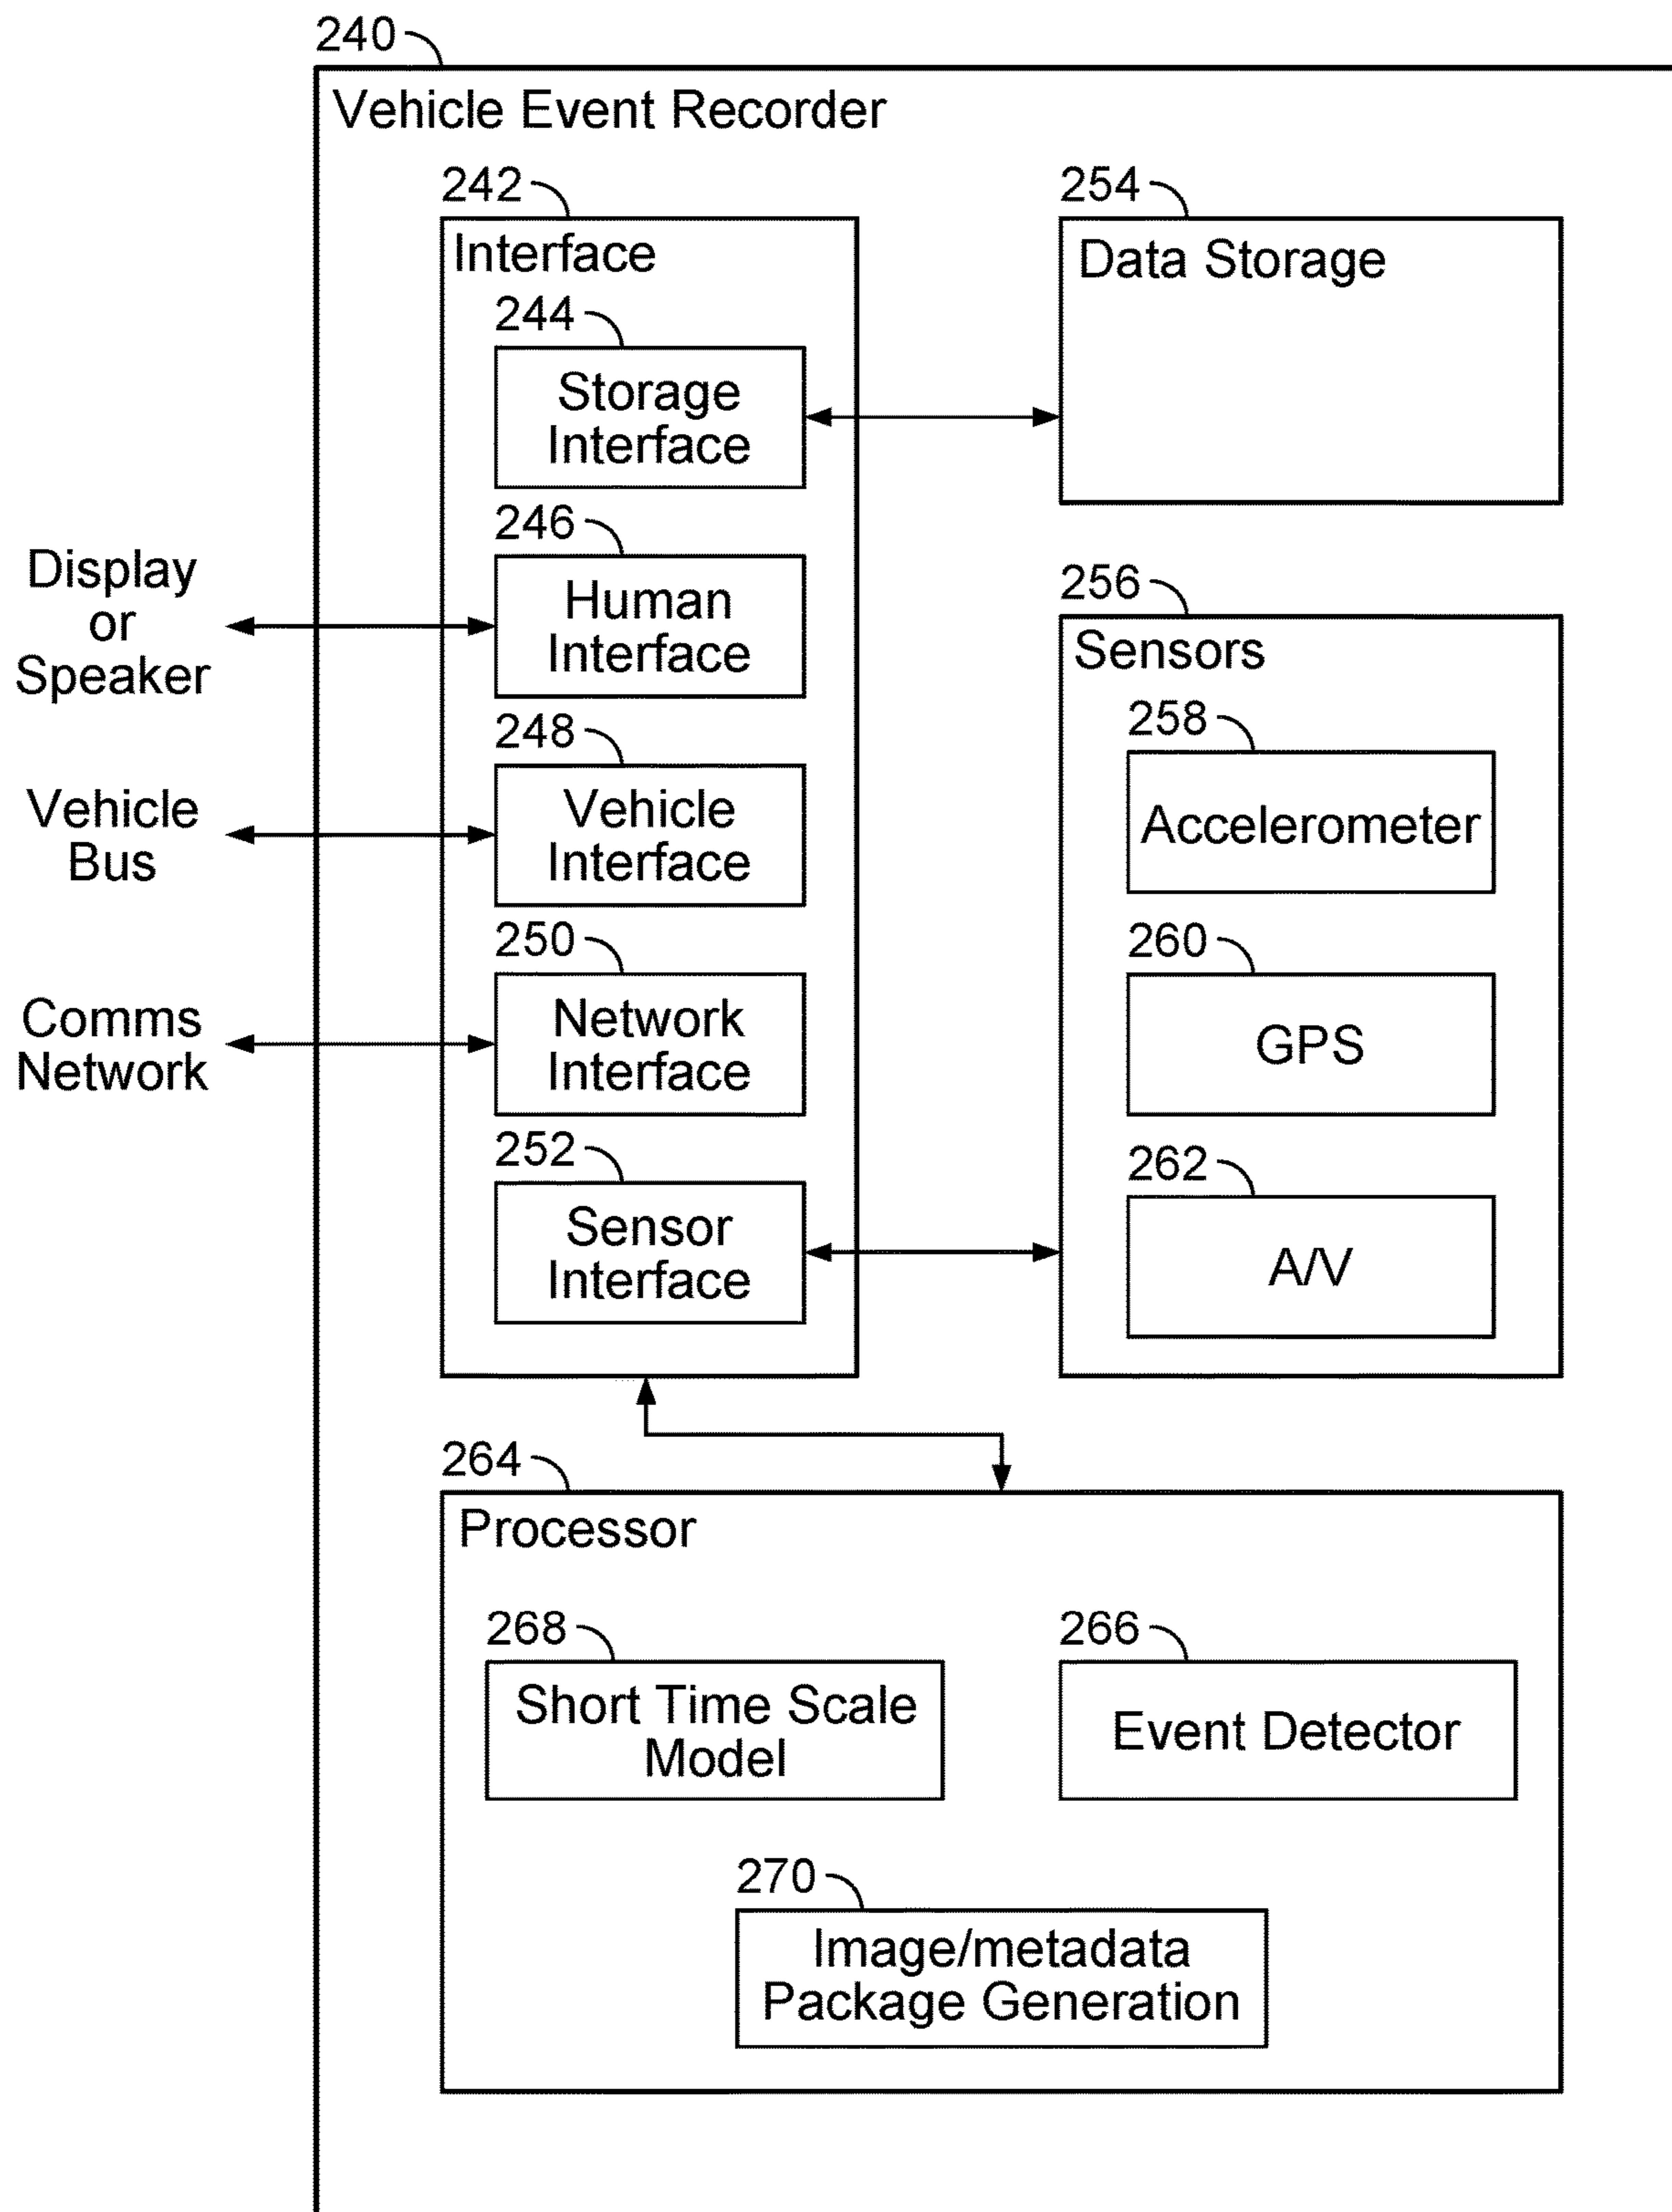 240
Vehicle Event Recorder
242
Interface
244
Storage
Interface
246
Human
Interface
248
Vehicle
Interface
250
Network
Interface
252
Sensor
Interface
Display
or
Speaker
Vehicle
Bus
Comms
Network
254
Data Storage
256
Sensors
258
Accelerometer
260
GPS
262
A/V
264
Processor
268
Short Time Scale
Model
266
Event Detector
270
Image/metadata
Package Generation